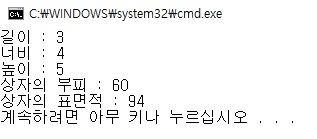 C:₩WINDOWS₩system32₩cmd.exe
길이 : 3
너비 : 4
높이 : 5
상자의 부피 : 60
상자의 표면적 : 94
계속하려면 아무 키나 누르십시오 . . .